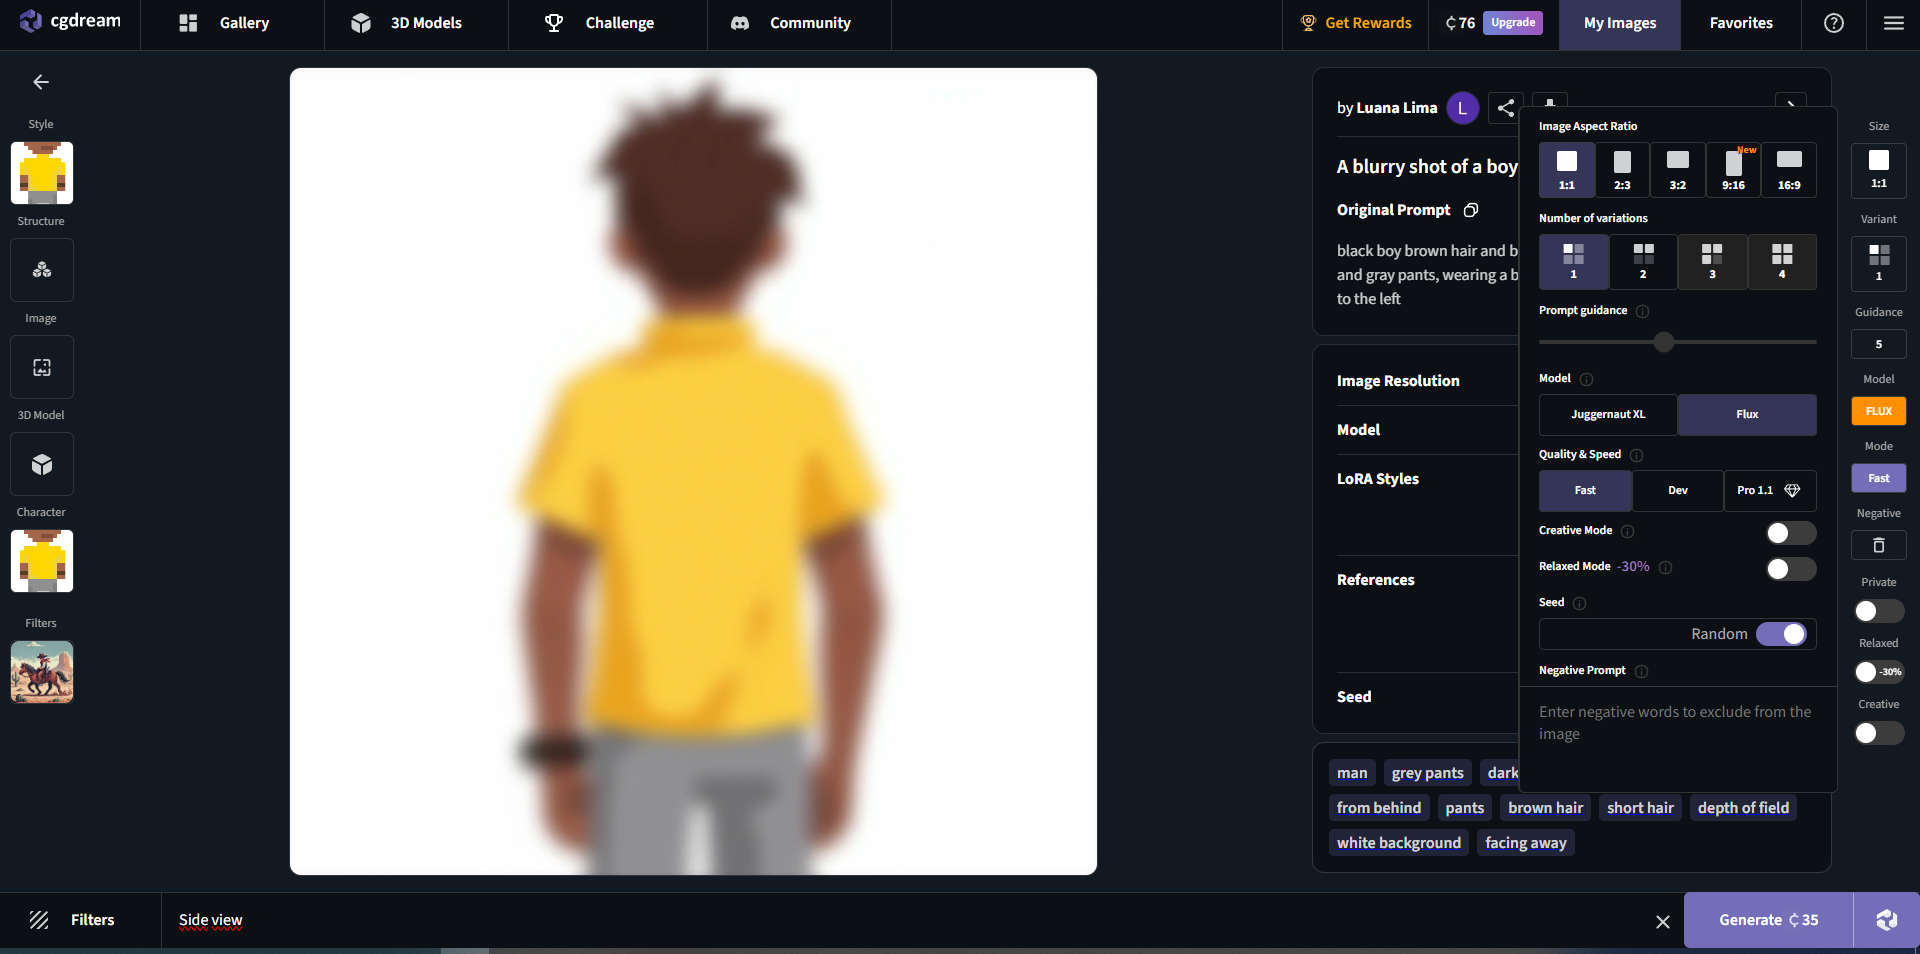 cgdream
Gallery
3D Models
Challenge
Community
Get Rewards
₵ 76
Upgrade
My Images
Favorites
Style
Structure
Image
3D Model
Character
Filters
by Luana Lima
L
A blurry shot of a boy
Original Prompt
black boy brown hair and b
and gray pants, wearing a b
to the left
Image Resolution
Model
LoRA Styles
References
Seed
man
grey pants
dark
from behind
pants
brown hair
short hair
depth of field
white background
facing away
Image Aspect Ratio
1:1
2:3
3:2
New
9:16
16:9
Number of variations
1
2
3
4
Prompt guidance
Model
Juggernaut XL
Flux
Quality & Speed
Fast
Dev
Pro 1.1
Creative Mode
Relaxed Mode -30%
Seed
Random
Negative Prompt
Enter negative words to exclude from the
image
Size
1:1
Variant
1
Guidance
5
Model
FLUX
Mode
Fast
Negative
Private
Relaxed
-30%
Creative
Filters
Side view
Generate ₵ 35